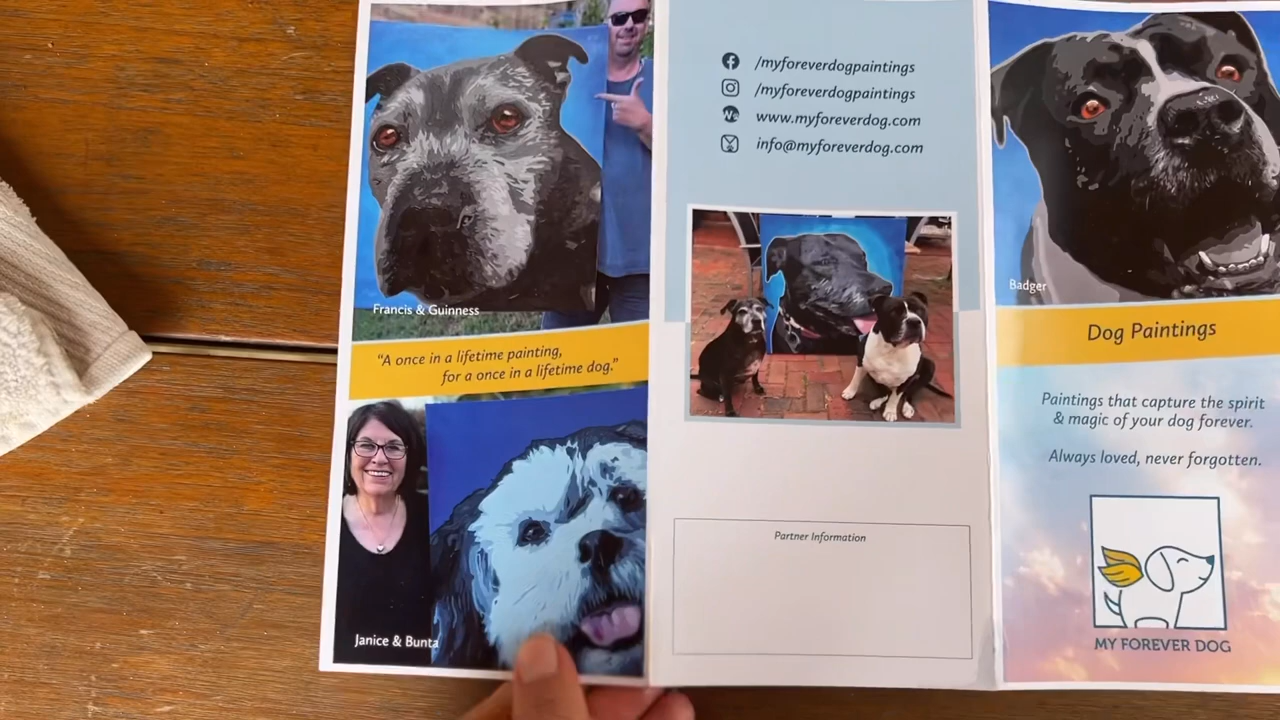 Francis & Guinness
"A once in a lifetime painting,
for a once in a lifetime dog."
Janice & Bunta
/myforeverdogpaintings
/myforeverdogpaintings
www.myforeverdog.com
info@myforeverdog.com
Partner Information
Badger
Dog Paintings
Paintings that capture the spirit
& magic of your dog forever.
Always loved, never forgotten.
MY FOREVER DOG